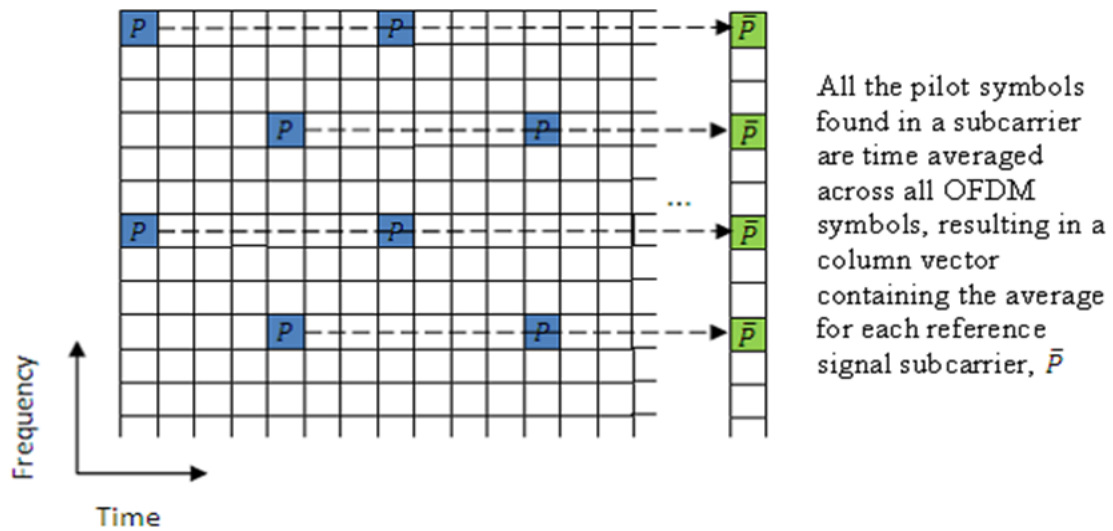 P P P̄
P P P̄
...
P P P̄
P P P̄
All the pilot symbols
found in a subcarrier
are time averaged
across all OFDM
symbols, resulting in a
column vector
containing the average
for each reference
signal subcarrier, P̄
Frequency
Time